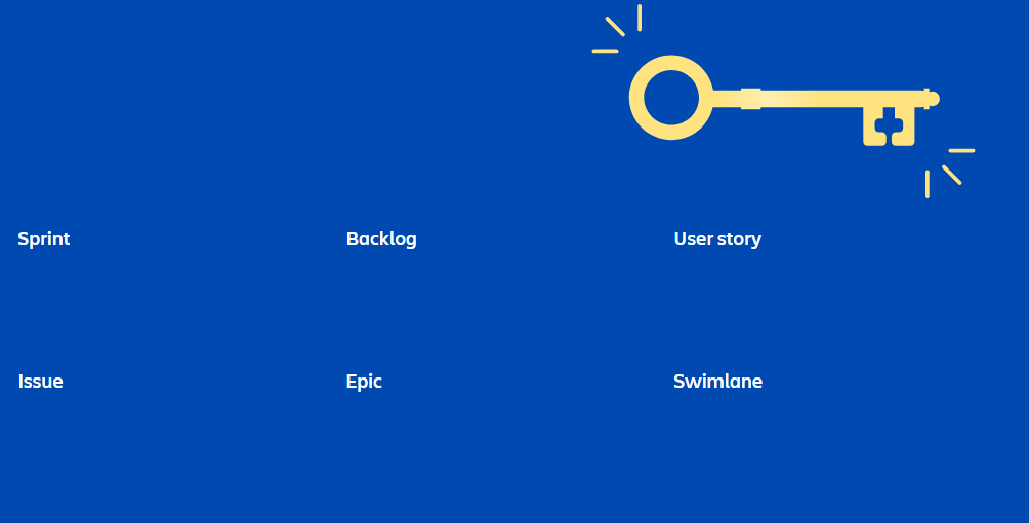 Sprint
Backlog
User story
Issue
Epic
Swimlane